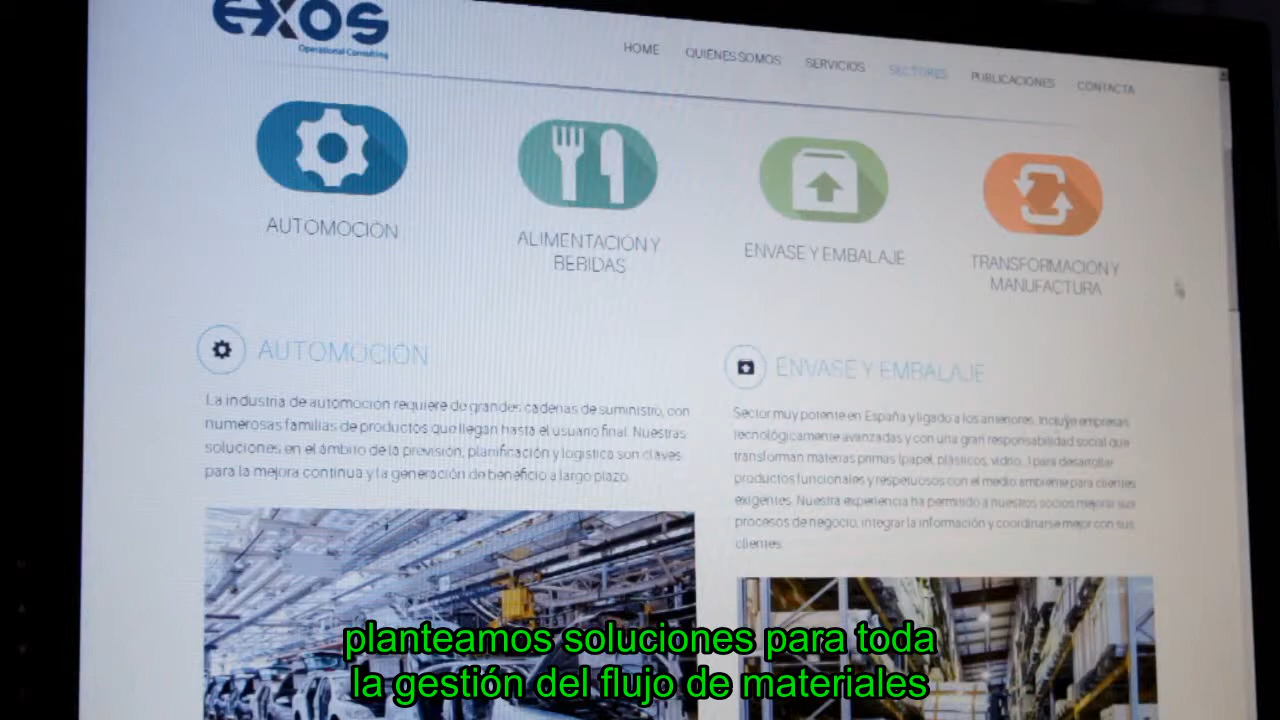 EXOS
Operational Consulting
HOME QUIÉNES SOMOS SERVICIOS SECTORES PUBLICACIONES CONTACTA
AUTOMOCIÓN
ALIMENTACIÓN Y
BEBIDAS
ENVASE Y EMBALAJE
TRANSFORMACIÓN Y
MANUFACTURA
AUTOMOCIÓN
La industria de automoción requiere de grandes cadenas de suministro, con
numerosas familias de productos que llegan hasta el usuario final. Nuestras
soluciones en el ámbito de la previsión, planificación y logística son claves
para la mejora continua y la generación de beneficio a largo plazo.
ENVASE Y EMBALAJE
Sector muy potente en España y ligado a los anteriores. Incluye empresas
tecnológicamente avanzadas y con una gran responsabilidad social que
transforman materias primas (papel, plásticos, vidrio...) para desarrollar
productos funcionales y respetuosos con el medio ambiente para clientes
exigentes. Nuestra experiencia ha permitido a nuestros socios mejorar sus
procesos de negocio, integrar la información y coordinarse mejor con sus
clientes.
planteamos soluciones para toda
la gestión del flujo de materiales